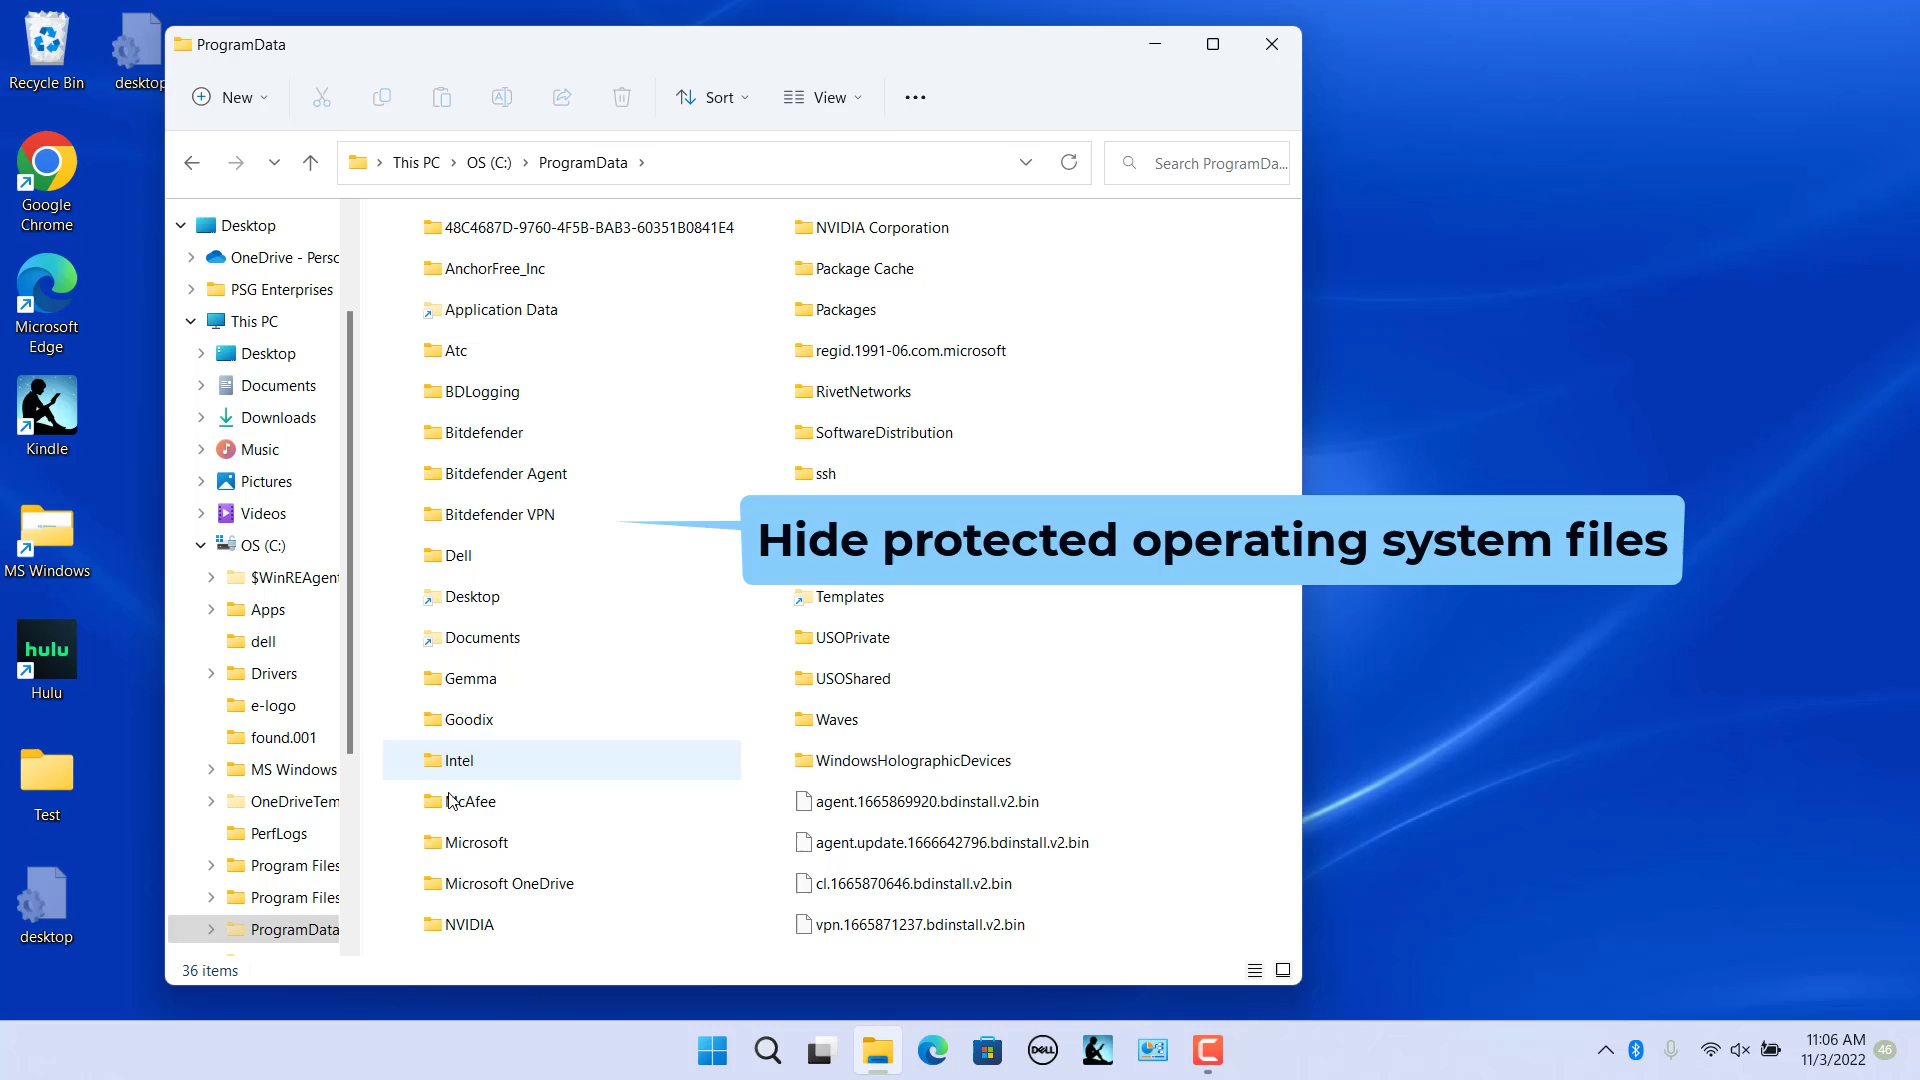 Recycle Bin
desktop
Google
Chrome
Microsoft
Edge
Kindle
MS Windows
hulu
Hulu
Test
desktop
ProgramData
New
Sort
View
This PC
OS (C:)
ProgramData
Search ProgramDa...
Desktop
OneDrive - Persc
PSG Enterprises
This PC
Desktop
Documents
Downloads
Music
Pictures
Videos
OS (C:)
$WinREAgent
Apps
dell
Drivers
e-logo
found.001
MS Windows
OneDriveTem
PerfLogs
Program Files
Program Files
ProgramData
48C4687D-9760-4F5B-BAB3-60351B0841E4
AnchorFree_Inc
Application Data
Atc
BDLogging
Bitdefender
Bitdefender Agent
Bitdefender VPN
Dell
Desktop
Documents
Gemma
Goodix
Intel
McAfee
Microsoft
Microsoft OneDrive
NVIDIA
NVIDIA Corporation
Package Cache
Packages
regid.1991-06.com.microsoft
RivetNetworks
SoftwareDistribution
ssh
Hide protected operating system files
Templates
USOPrivate
USOShared
Waves
WindowsHolographicDevices
agent.1665869920.bdinstall.v2.bin
agent.update.1666642796.bdinstall.v2.bin
cl.1665870646.bdinstall.v2.bin
vpn.1665871237.bdinstall.v2.bin
36 items
DELL
11:06 AM
11/3/2022
46